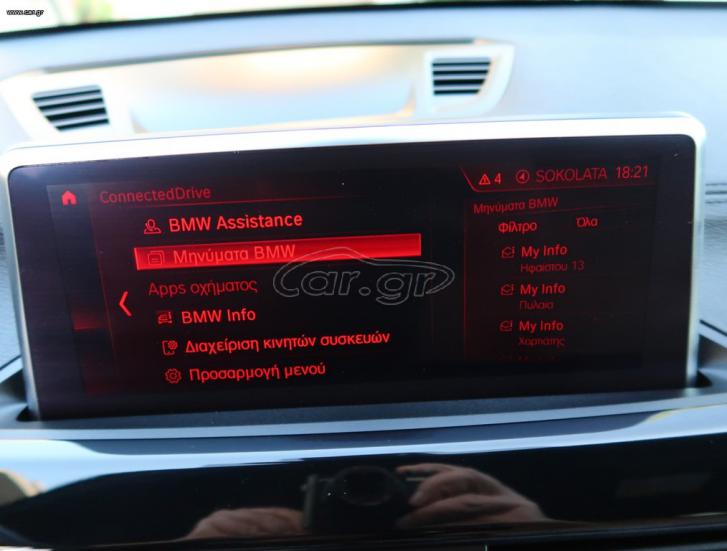 www.car.gr
ConnectedDrive
4 4 SOKOLATA 18:21
BMW Assistance
Μηνύματα BMW
Apps οχήματος
BMW Info
Διαχείριση κινητών συσκευών
Προσαρμογή μενού
Μηνύματα BMW
Φίλτρο Όλα
My Info
Ηφαίστου 13
My Info
Πυλαία
My Info
Χορτιάτης
car.gr